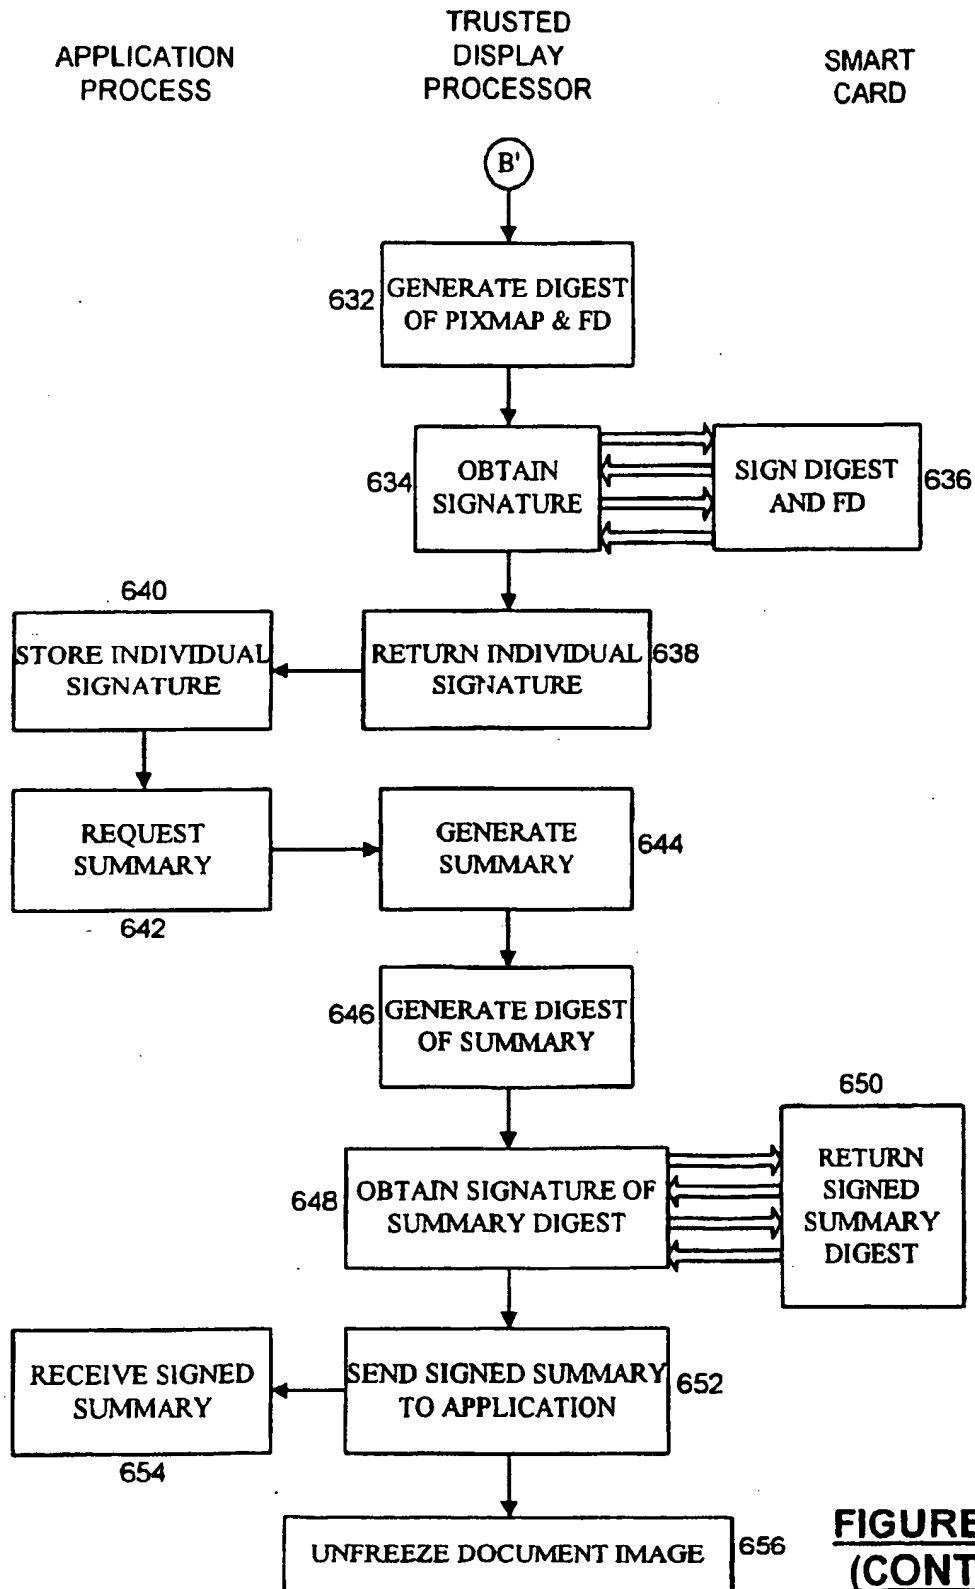 APPLICATION
PROCESS
TRUSTED
DISPLAY
PROCESSOR
SMART
CARD
B'
632
GENERATE DIGEST
OF PIXMAP & FD
634
OBTAIN
SIGNATURE
SIGN DIGEST
AND FD
636
640
STORE INDIVIDUAL
SIGNATURE
RETURN INDIVIDUAL
SIGNATURE
638
REQUEST
SUMMARY
642
GENERATE
SUMMARY
644
646
GENERATE DIGEST
OF SUMMARY
648
OBTAIN SIGNATURE OF
SUMMARY DIGEST
650
RETURN
SIGNED
SUMMARY
DIGEST
RECEIVE SIGNED
SUMMARY
654
SEND SIGNED SUMMARY
TO APPLICATION
652
UNFREEZE DOCUMENT IMAGE
656
FIGURE
(CONT